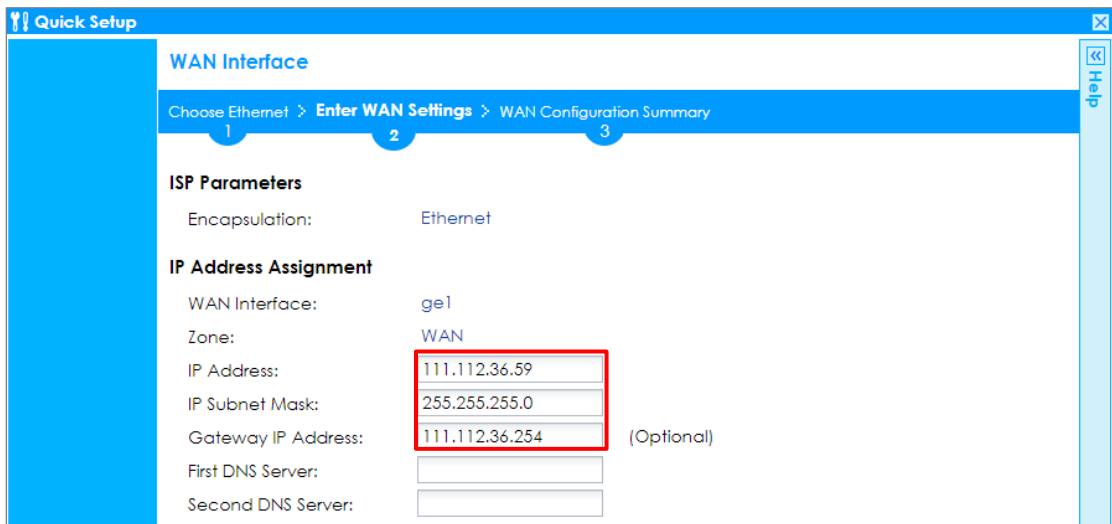 Quick Setup
Help
WAN Interface
Choose Ethernet > Enter WAN Settings > WAN Configuration Summary
1 2 3
ISP Parameters
Encapsulation: Ethernet
IP Address Assignment
WAN Interface: ge1
Zone: WAN
IP Address: 111.112.36.59
IP Subnet Mask: 255.255.255.0
Gateway IP Address: 111.112.36.254 (Optional)
First DNS Server:
Second DNS Server: